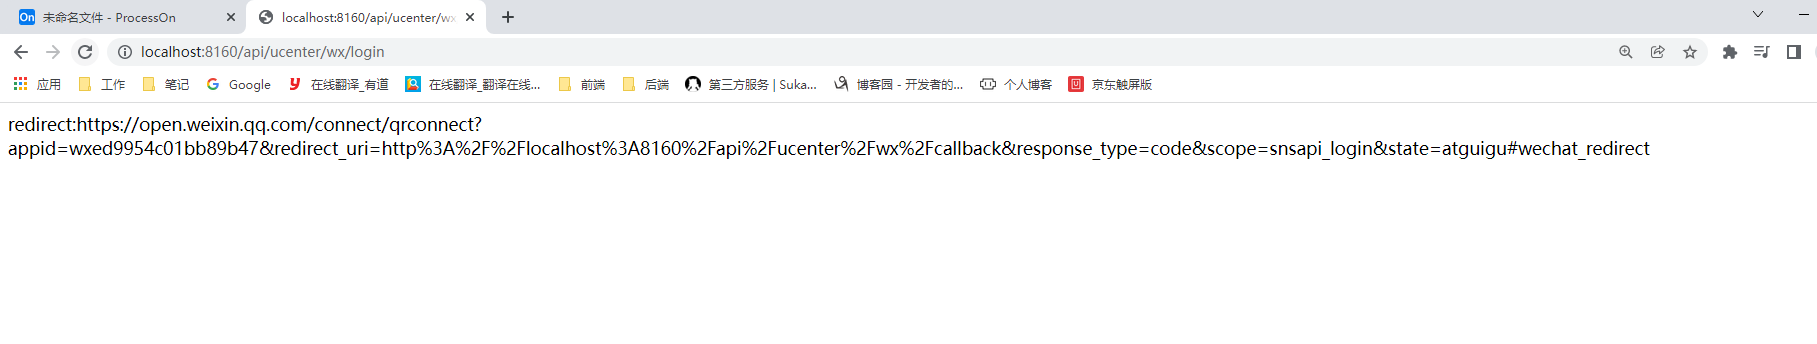 On 未命名文件 - ProcessOn
localhost:8160/api/ucenter/wx
localhost:8160/api/ucenter/wx/login
应用 工作 笔记 Google 在线翻译_有道 在线翻译_翻译在线... 前端 后端 第三方服务 | Suka... 博客园 - 开发者的... 个人博客 京东触屏版
redirect:https://open.weixin.qq.com/connect/qrconnect?
appid=wxed9954c01bb89b47&redirect_uri=http%3A%2F%2Flocalhost%3A8160%2Fapi%2Fucenter%2Fwx%2Fcallback&response_type=code&scope=snsapi_login&state=atguigu#wechat_redirect